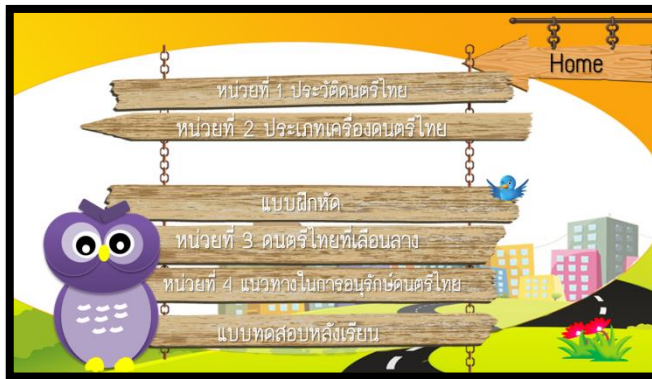 Home
หน่วยที่ 1 ประวัติดนตรีไทย
หน่วยที่ 2 ประเภทเครื่องดนตรีไทย
แบบฝึกหัด
หน่วยที่ 3 ดนตรีไทยที่เลือนลาง
หน่วยที่ 4 แนวทางในการอนุรักษ์ดนตรีไทย
แบบทดสอบหลังเรียน